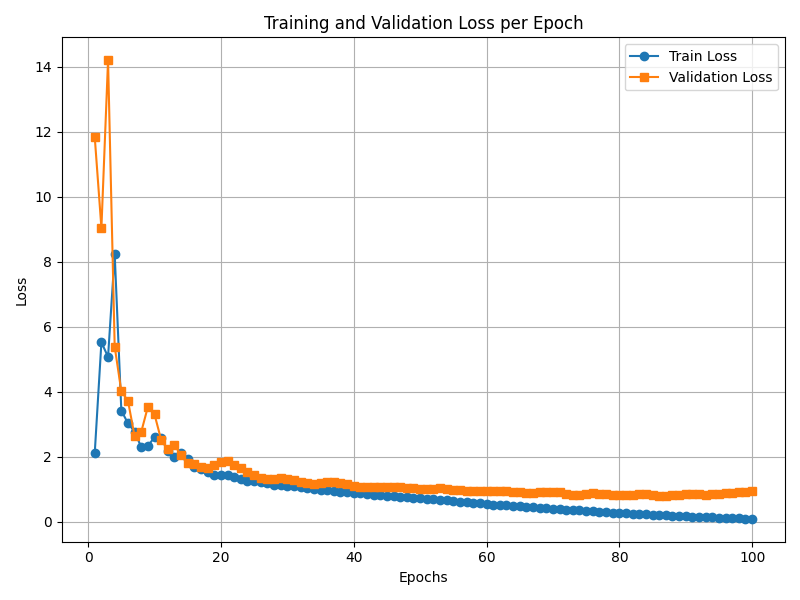 Training and Validation Loss per Epoch
Train Loss
Validation Loss
14
12
10
8
6
4
2
0
Loss
0 20 40 60 80 100
Epochs